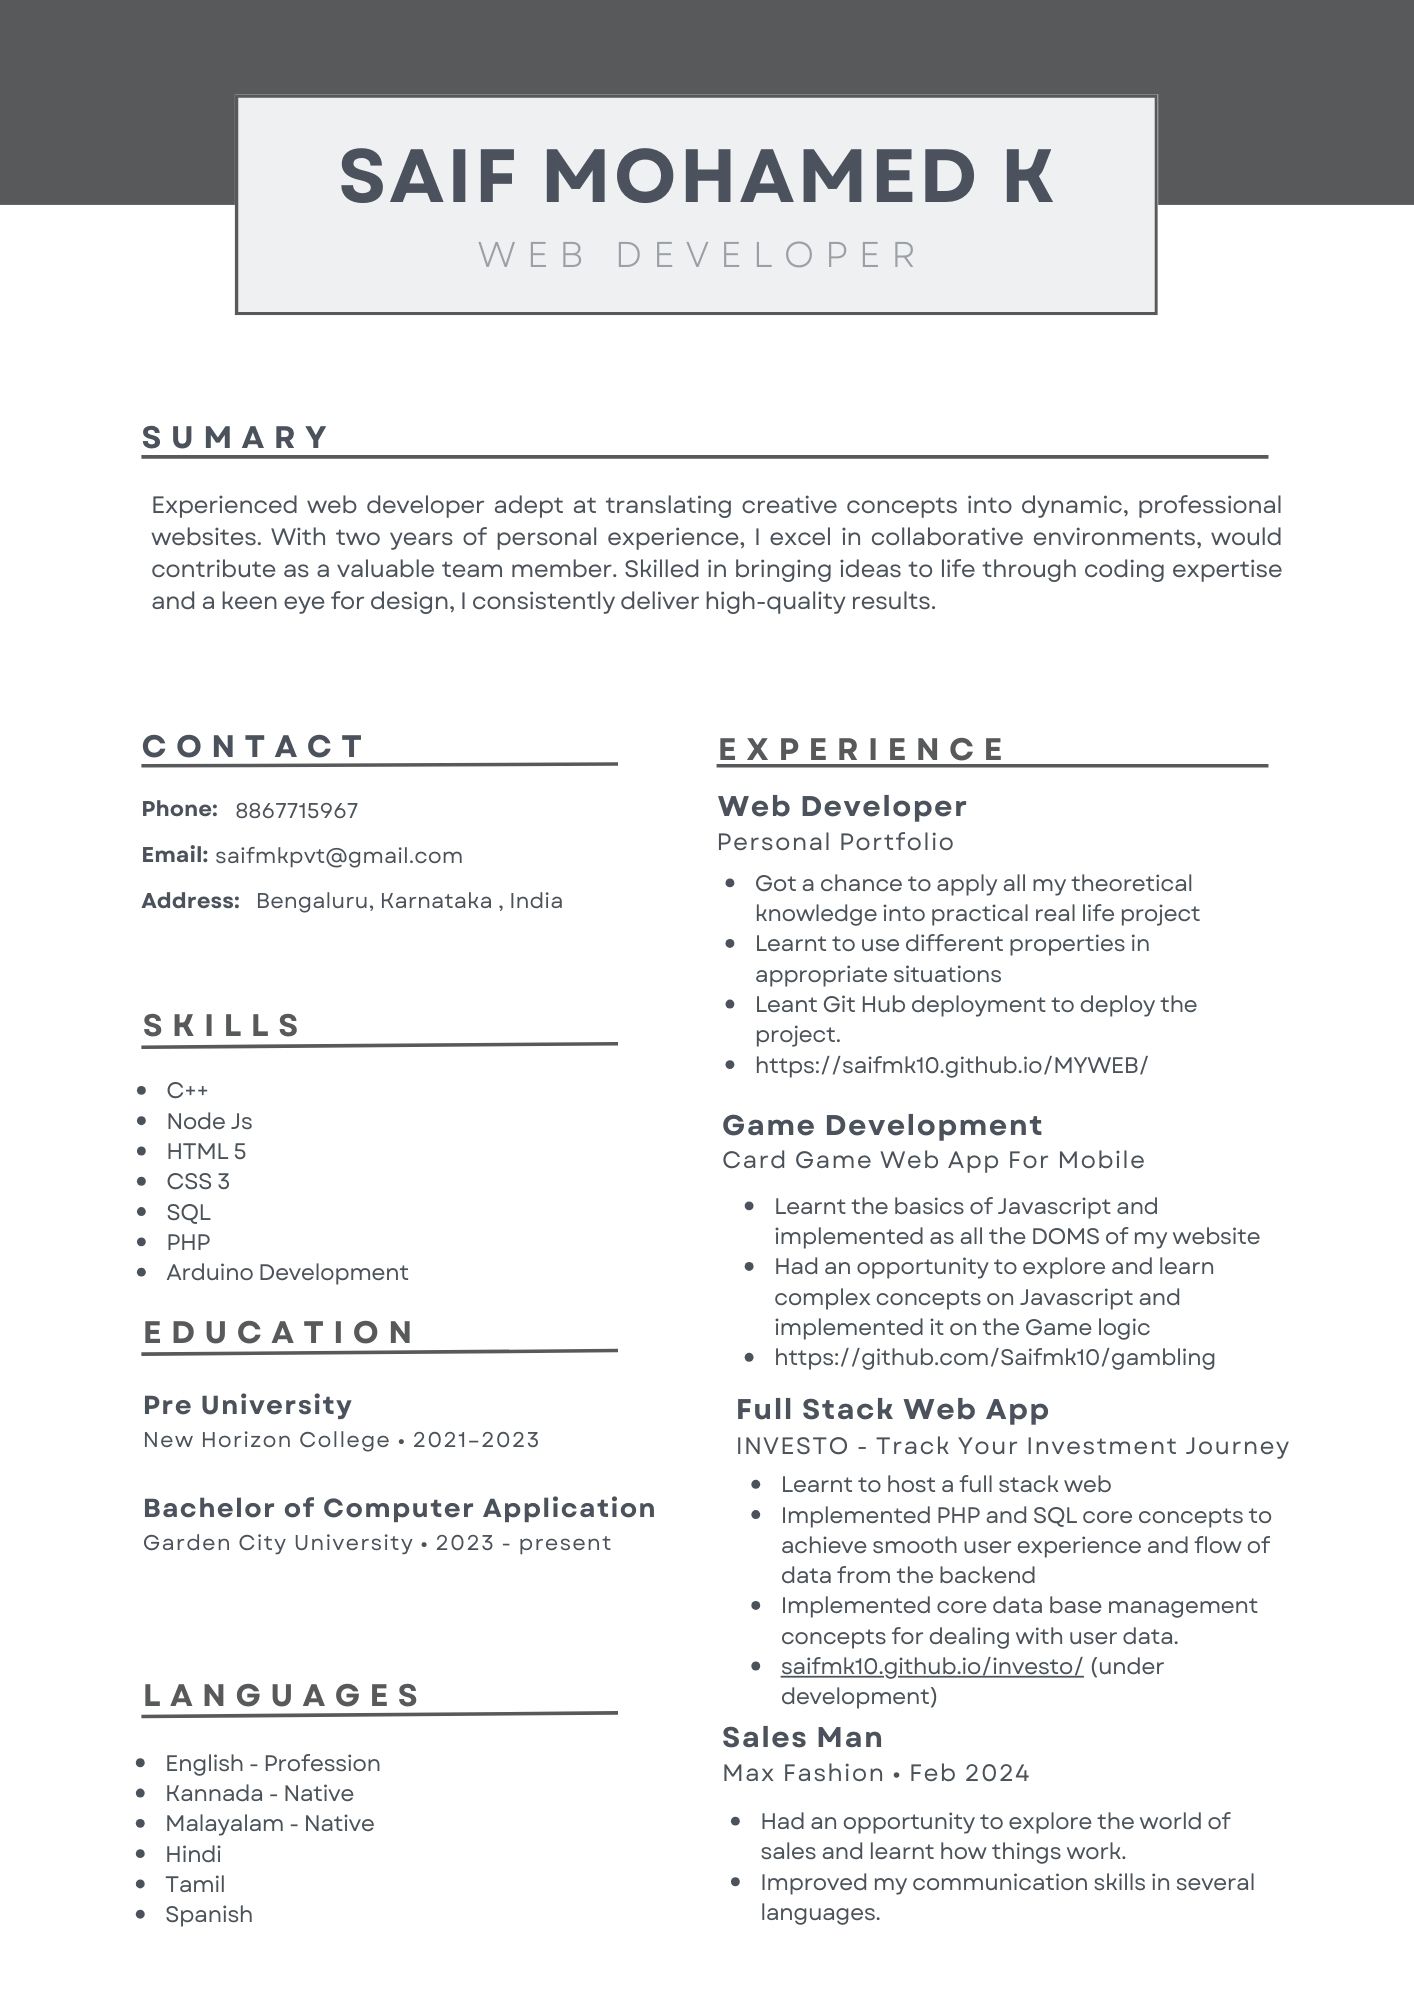 SAIF MOHAMED K
WEB DEVELOPER
SUMARY
Experienced web developer adept at translating creative concepts into dynamic, professional
websites. With two years of personal experience, I excel in collaborative environments, would
contribute as a valuable team member. Skilled in bringing ideas to life through coding expertise
and a keen eye for design, I consistently deliver high-quality results.
CONTACT
Phone: 8867715967
Email: saifmkpvt@gmail.com
Address: Bengaluru, Karnataka , India
SKILLS
• C++
• Node Js
• HTML 5
• CSS 3
• SQL
• PHP
• Arduino Development
EDUCATION
Pre University
New Horizon College • 2021–2023
Bachelor of Computer Application
Garden City University • 2023 - present
LANGUAGES
• English - Profession
• Kannada - Native
• Malayalam - Native
• Hindi
• Tamil
• Spanish
EXPERIENCE
Web Developer
Personal Portfolio
• Got a chance to apply all my theoretical
knowledge into practical real life project
• Learnt to use different properties in
appropriate situations
• Leant Git Hub deployment to deploy the
project.
• https://saifmk10.github.io/MYWEB/
Game Development
Card Game Web App For Mobile
• Learnt the basics of Javascript and
implemented as all the DOMS of my website
• Had an opportunity to explore and learn
complex concepts on Javascript and
implemented it on the Game logic
• https://github.com/Saifmk10/gambling
Full Stack Web App
INVESTO - Track Your Investment Journey
• Learnt to host a full stack web
• Implemented PHP and SQL core concepts to
achieve smooth user experience and flow of
data from the backend
• Implemented core data base management
concepts for dealing with user data.
• saifmk10.github.io/investo/ (under
development)
Sales Man
Max Fashion • Feb 2024
• Had an opportunity to explore the world of
sales and learnt how things work.
• Improved my communication skills in several
languages.